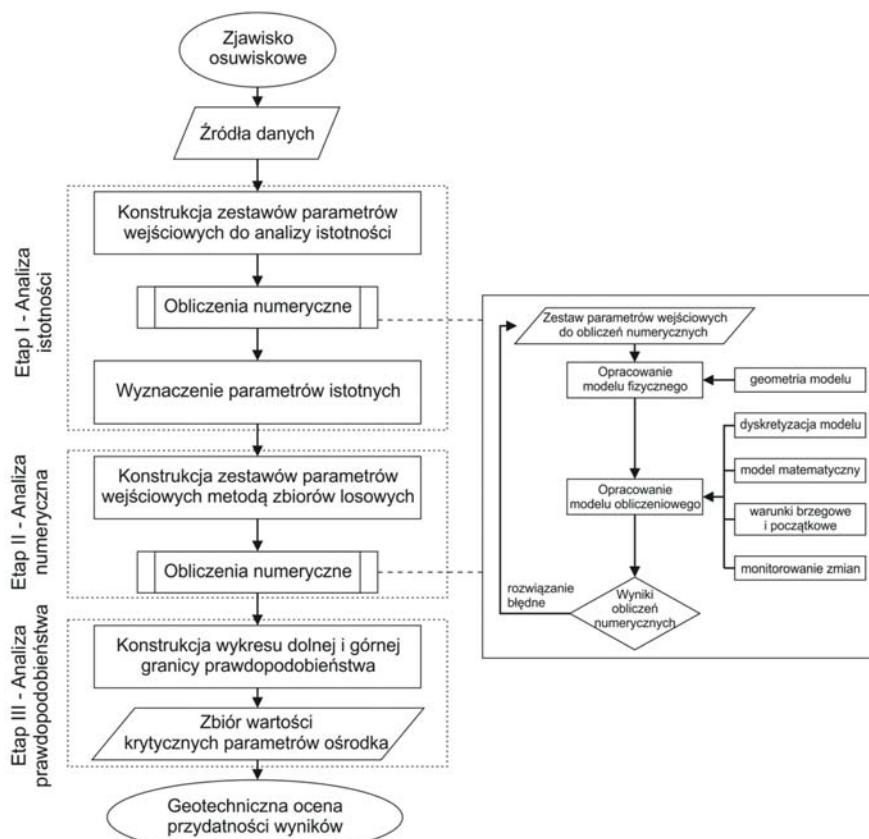 Zjawisko
osuwiskowe
Źródła danych
Etap I - Analiza
istotności
Konstrukcja zestawów parametrów
wejściowych do analizy istotności
Obliczenia numeryczne
Wyznaczenie parametrów istotnych
Etap II - Analiza
numeryczna
Konstrukcja zestawów parametrów
wejściowych metodą zbiorów losowych
Obliczenia numeryczne
Etap III - Analiza
prawdopodobieństwa
Konstrukcja wykresu dolnej i górnej
granicy prawdopodobieństwa
Zbiór wartości
krytycznych parametrów ośrodka
Geotechniczna ocena
przydatności wyników
Zestaw parametrów wejściowych
do obliczeń numerycznych
Opracowanie
modelu fizycznego
geometria modelu
dyskretyzacja modelu
model matematyczny
Opracowanie
modelu obliczeniowego
warunki brzegowe
i początkowe
monitorowanie zmian
rozwiązanie
błędne
Wyniki
obliczeń
numerycznych